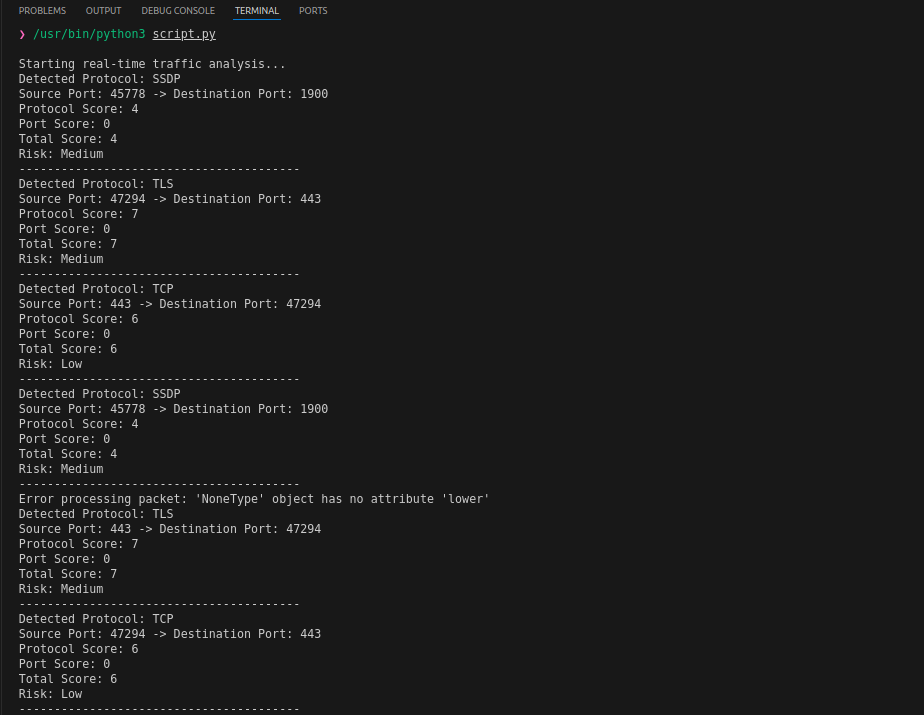 PROBLEMS OUTPUT DEBUG CONSOLE TERMINAL PORTS
❯ /usr/bin/python3 script.py
Starting real-time traffic analysis...
Detected Protocol: SSDP
Source Port: 45778 -> Destination Port: 1900
Protocol Score: 4
Port Score: 0
Total Score: 4
Risk: Medium
----------------------------------------
Detected Protocol: TLS
Source Port: 47294 -> Destination Port: 443
Protocol Score: 7
Port Score: 0
Total Score: 7
Risk: Medium
----------------------------------------
Detected Protocol: TCP
Source Port: 443 -> Destination Port: 47294
Protocol Score: 6
Port Score: 0
Total Score: 6
Risk: Low
----------------------------------------
Detected Protocol: SSDP
Source Port: 45778 -> Destination Port: 1900
Protocol Score: 4
Port Score: 0
Total Score: 4
Risk: Medium
----------------------------------------
Error processing packet: 'NoneType' object has no attribute 'lower'
Detected Protocol: TLS
Source Port: 443 -> Destination Port: 47294
Protocol Score: 7
Port Score: 0
Total Score: 7
Risk: Medium
----------------------------------------
Detected Protocol: TCP
Source Port: 47294 -> Destination Port: 443
Protocol Score: 6
Port Score: 0
Total Score: 6
Risk: Low
----------------------------------------